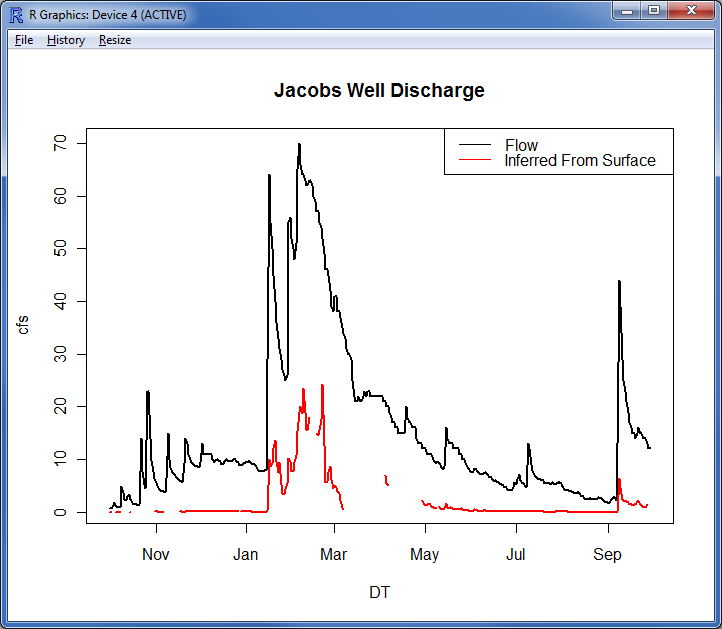 R Graphics: Device 4 (ACTIVE)
File History Resize
Jacobs Well Discharge
Flow
Inferred From Surface
cfs
70
60
50
40
30
20
10
0
Nov Jan Mar May Jul Sep
DT